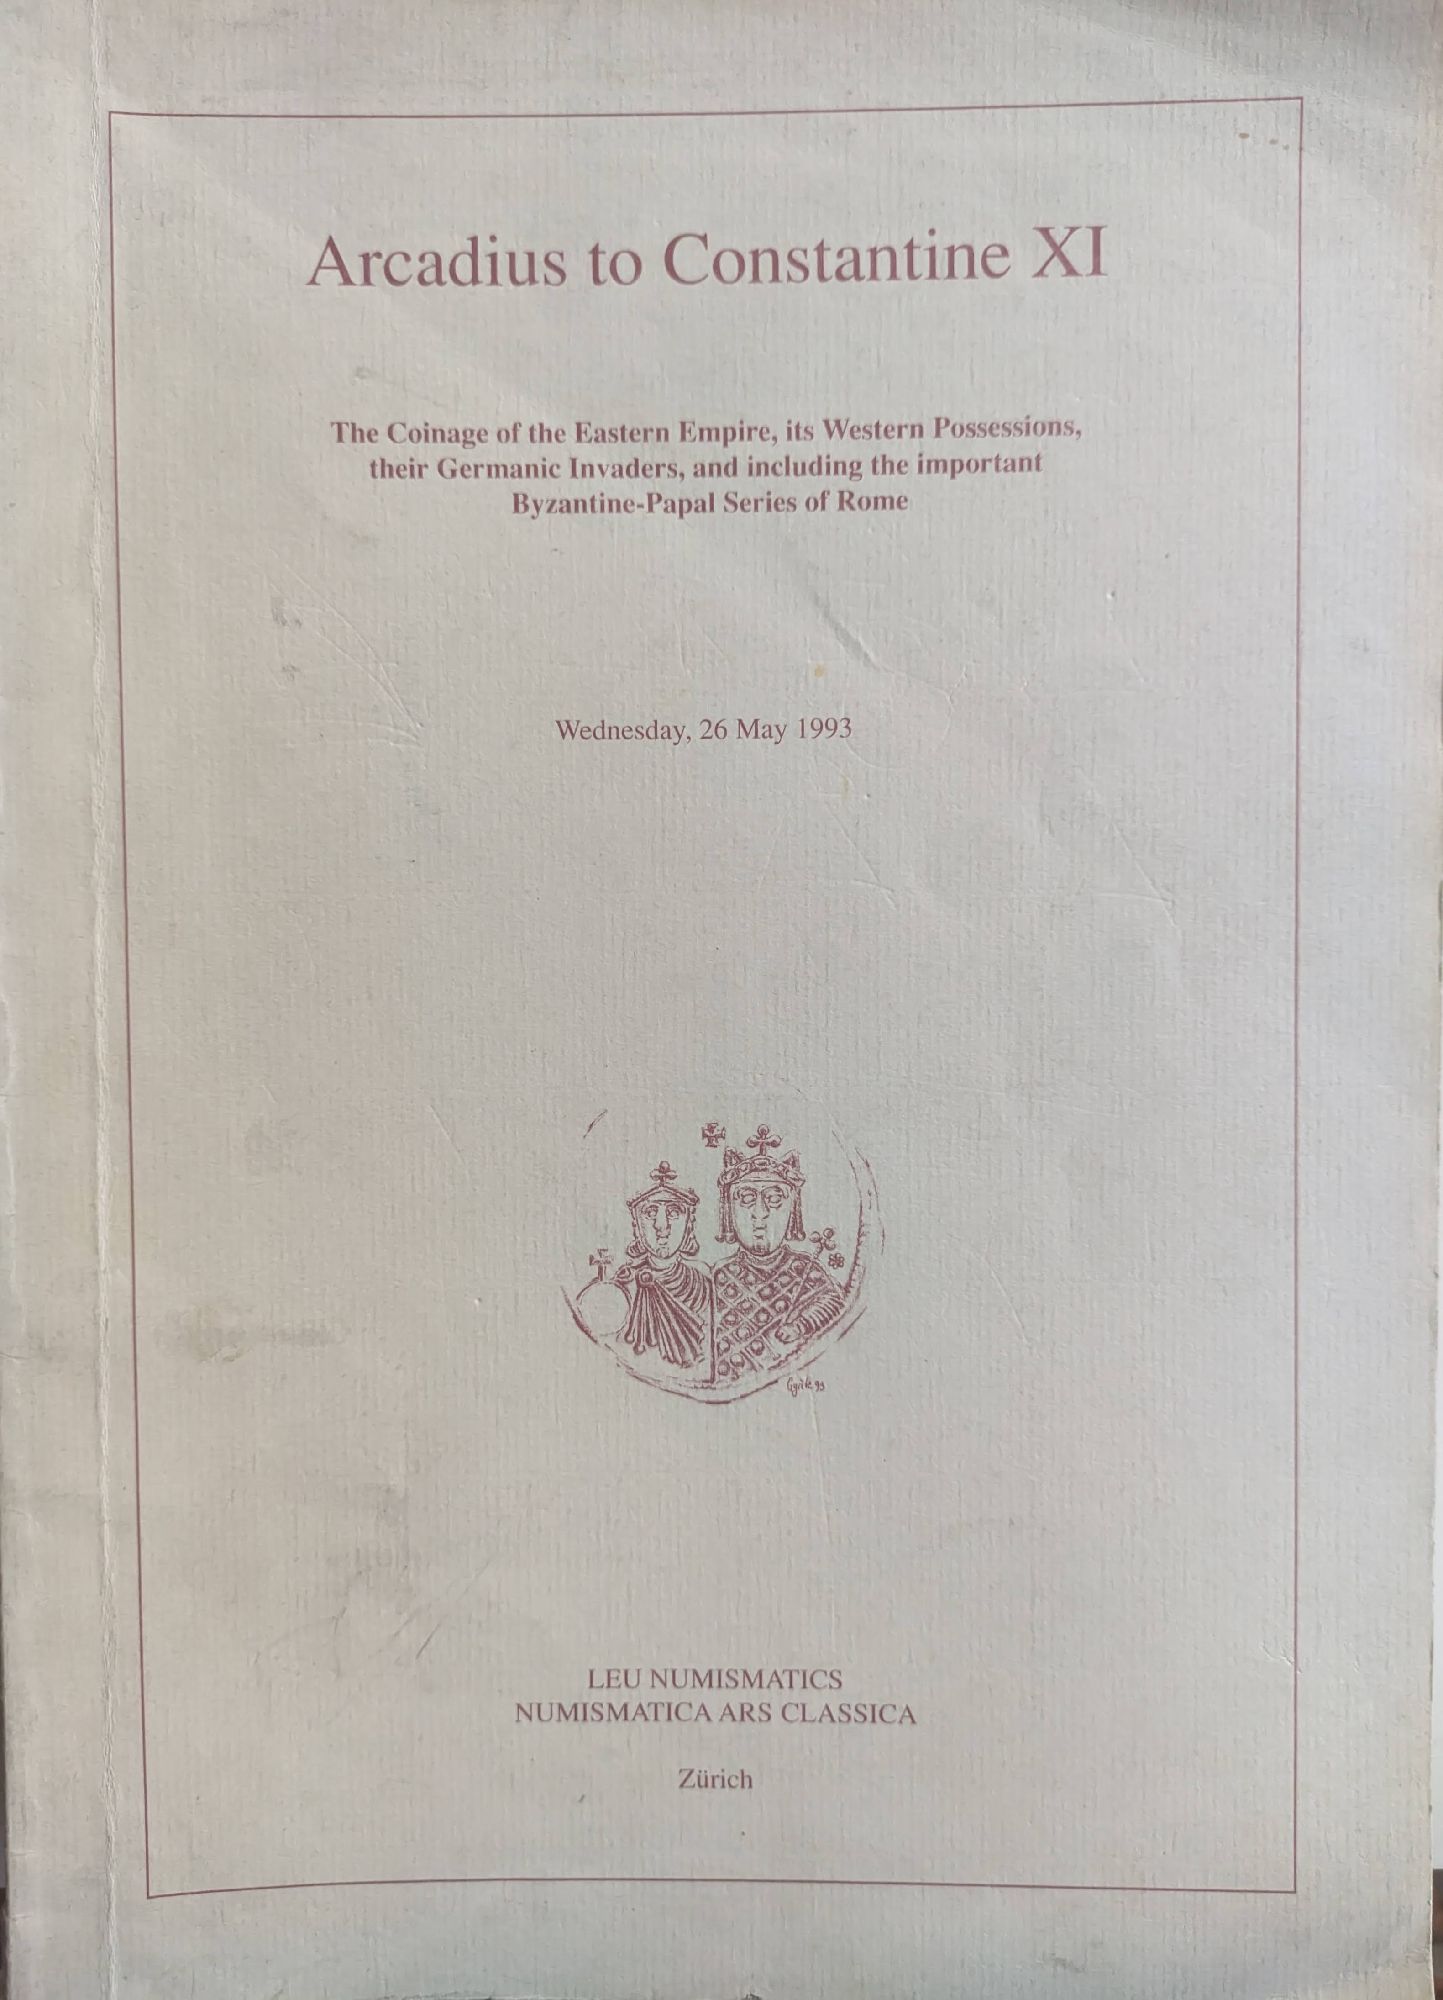 Arcadius to Constantine XI
The Coinage of the Eastern Empire, its Western Possessions,
their Germanic Invaders, and including the important
Byzantine-Papal Series of Rome
Wednesday, 26 May 1993
93
LEU NUMISMATICS
NUMISMATICA ARS CLASSICA
Zürich